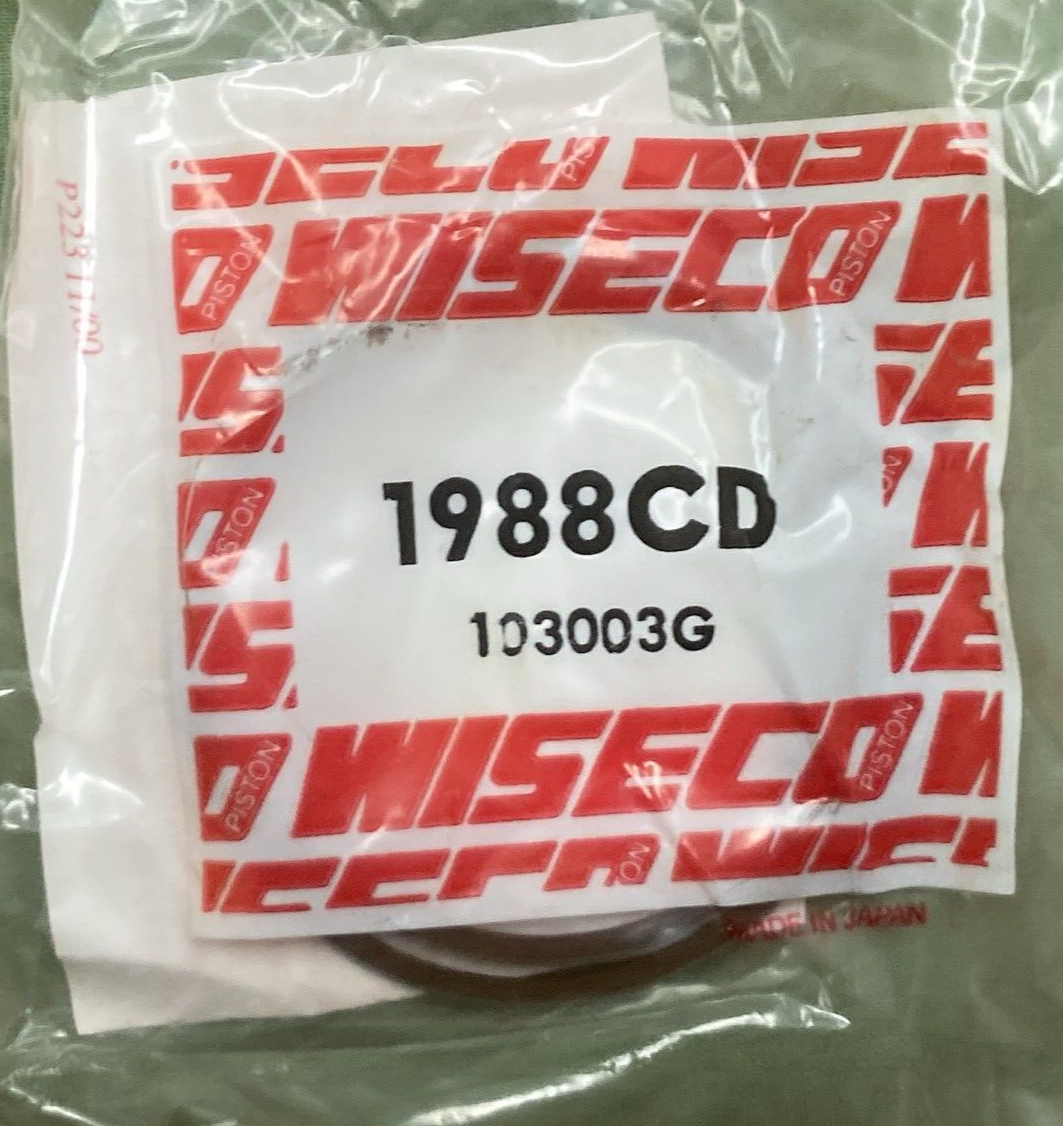 WISECO PISTON
1988CD
103003G
WISECO PISTON
MADE IN JAPAN